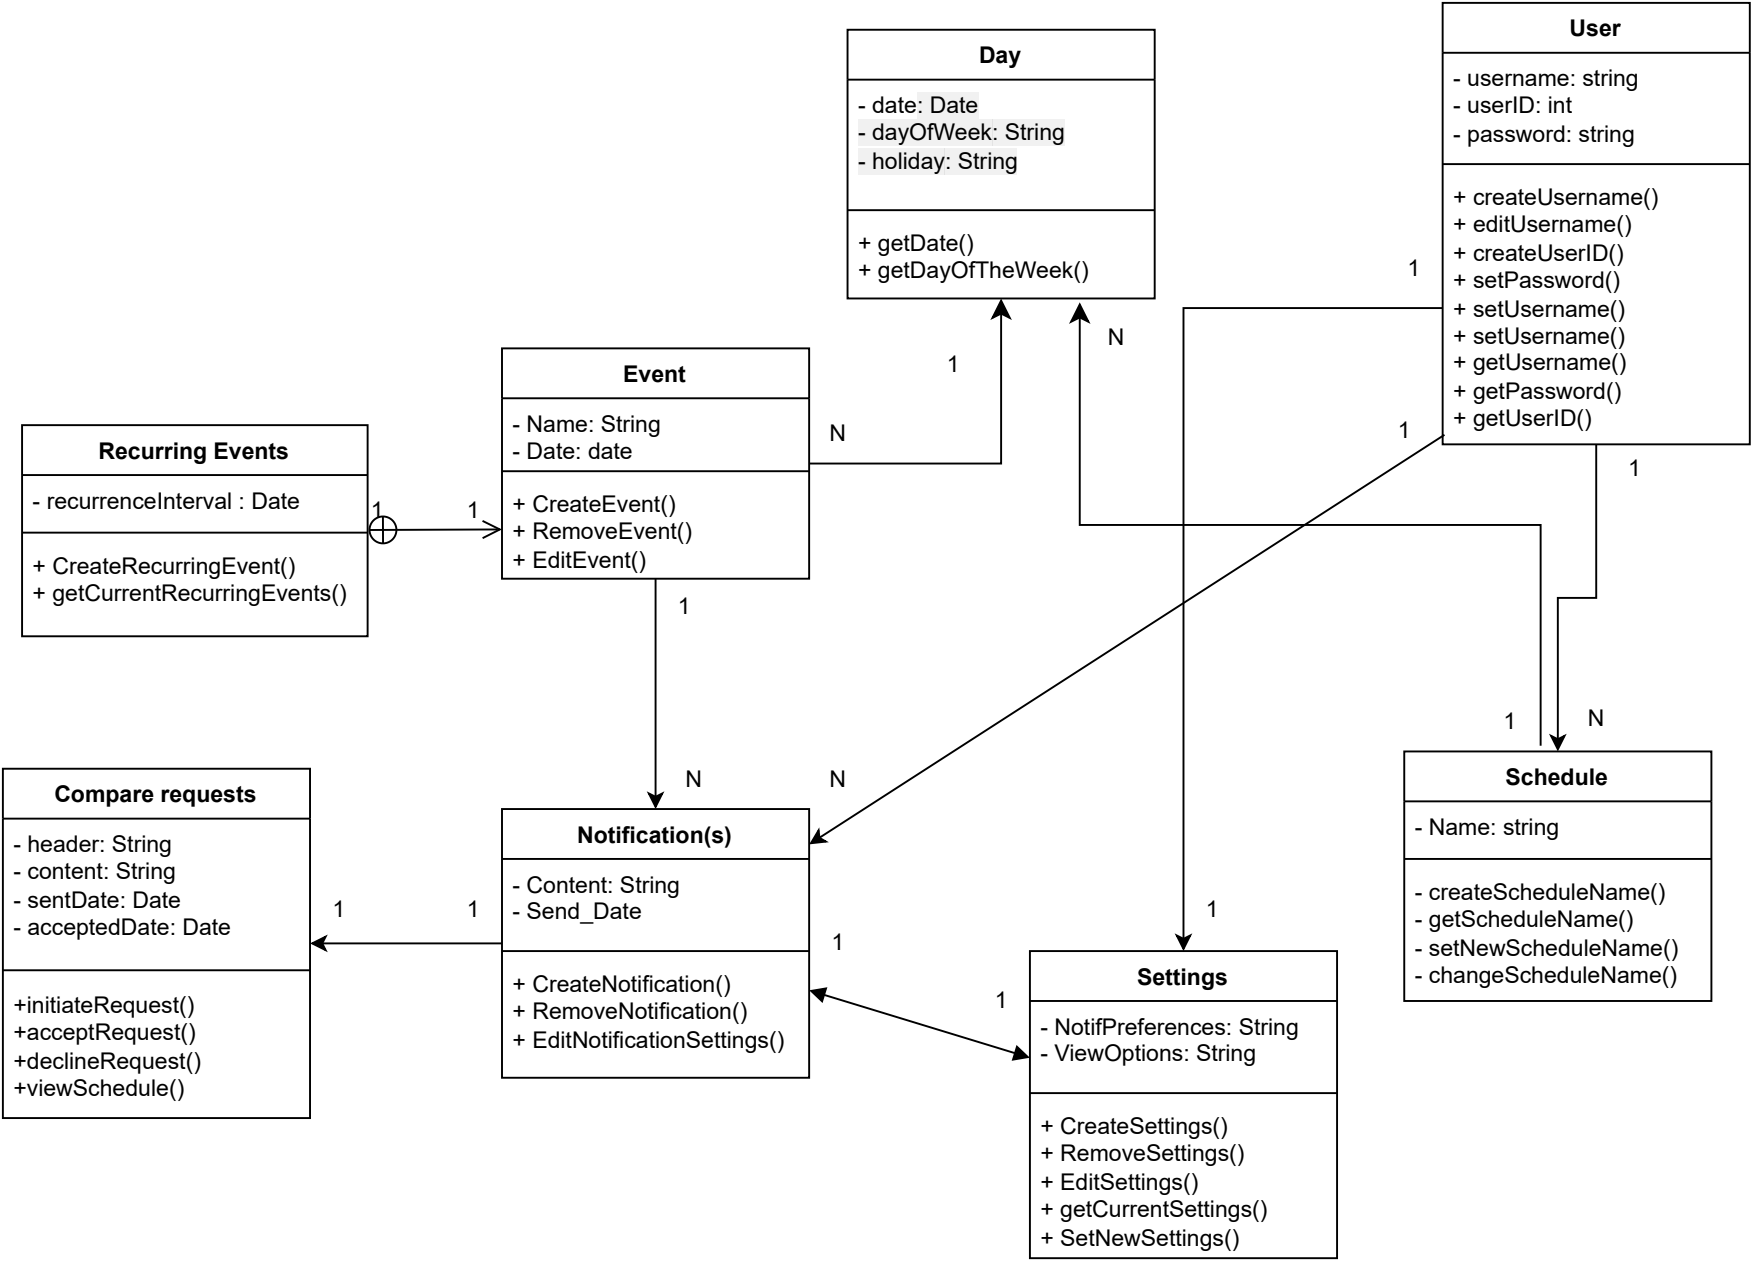 Day
- date: Date
- dayOfWeek: String
- holiday: String
+ getDate()
+ getDayOfTheWeek()
User
- username: string
- userID: int
- password: string
+ createUsername()
+ editUsername()
+ createUserID()
+ setPassword()
+ setUsername()
+ setUsername()
+ getUsername()
+ getPassword()
+ getUserID()
1
N
1
Event
- Name: String
- Date: date
+ CreateEvent()
+ RemoveEvent()
+ EditEvent()
N
1
1
Recurring Events
- recurrenceInterval : Date
+ CreateRecurringEvent()
+ getCurrentRecurringEvents()
1
1
1
N
N
1
N
Compare requests
- header: String
- content: String
- sentDate: Date
- acceptedDate: Date
+initiateRequest()
+acceptRequest()
+declineRequest()
+viewSchedule()
1
1
Notification(s)
- Content: String
- Send_Date
+ CreateNotification()
+ RemoveNotification()
+ EditNotificationSettings()
1
1
1
Settings
- NotifPreferences: String
- ViewOptions: String
+ CreateSettings()
+ RemoveSettings()
+ EditSettings()
+ getCurrentSettings()
+ SetNewSettings()
Schedule
- Name: string
- createScheduleName()
- getScheduleName()
- setNewScheduleName()
- changeScheduleName()